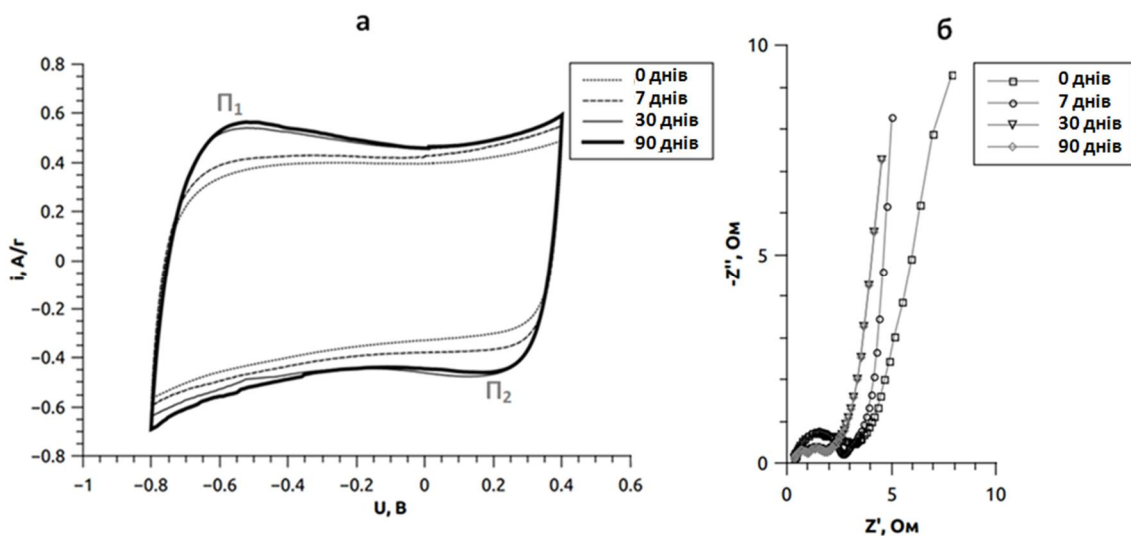 а
0.8
0.6
0.4
0.2
0
−0.2
−0.4
−0.6
−0.8
i, А/г
−1
−0.8
−0.6
−0.4
−0.2
0
0.2
0.4
0.6
U, В
П₁
П₂
0 днів
7 днів
30 днів
90 днів
б
10
5
0
-Z'', Ом
0
5
10
Z', Ом
0 днів
7 днів
30 днів
90 днів